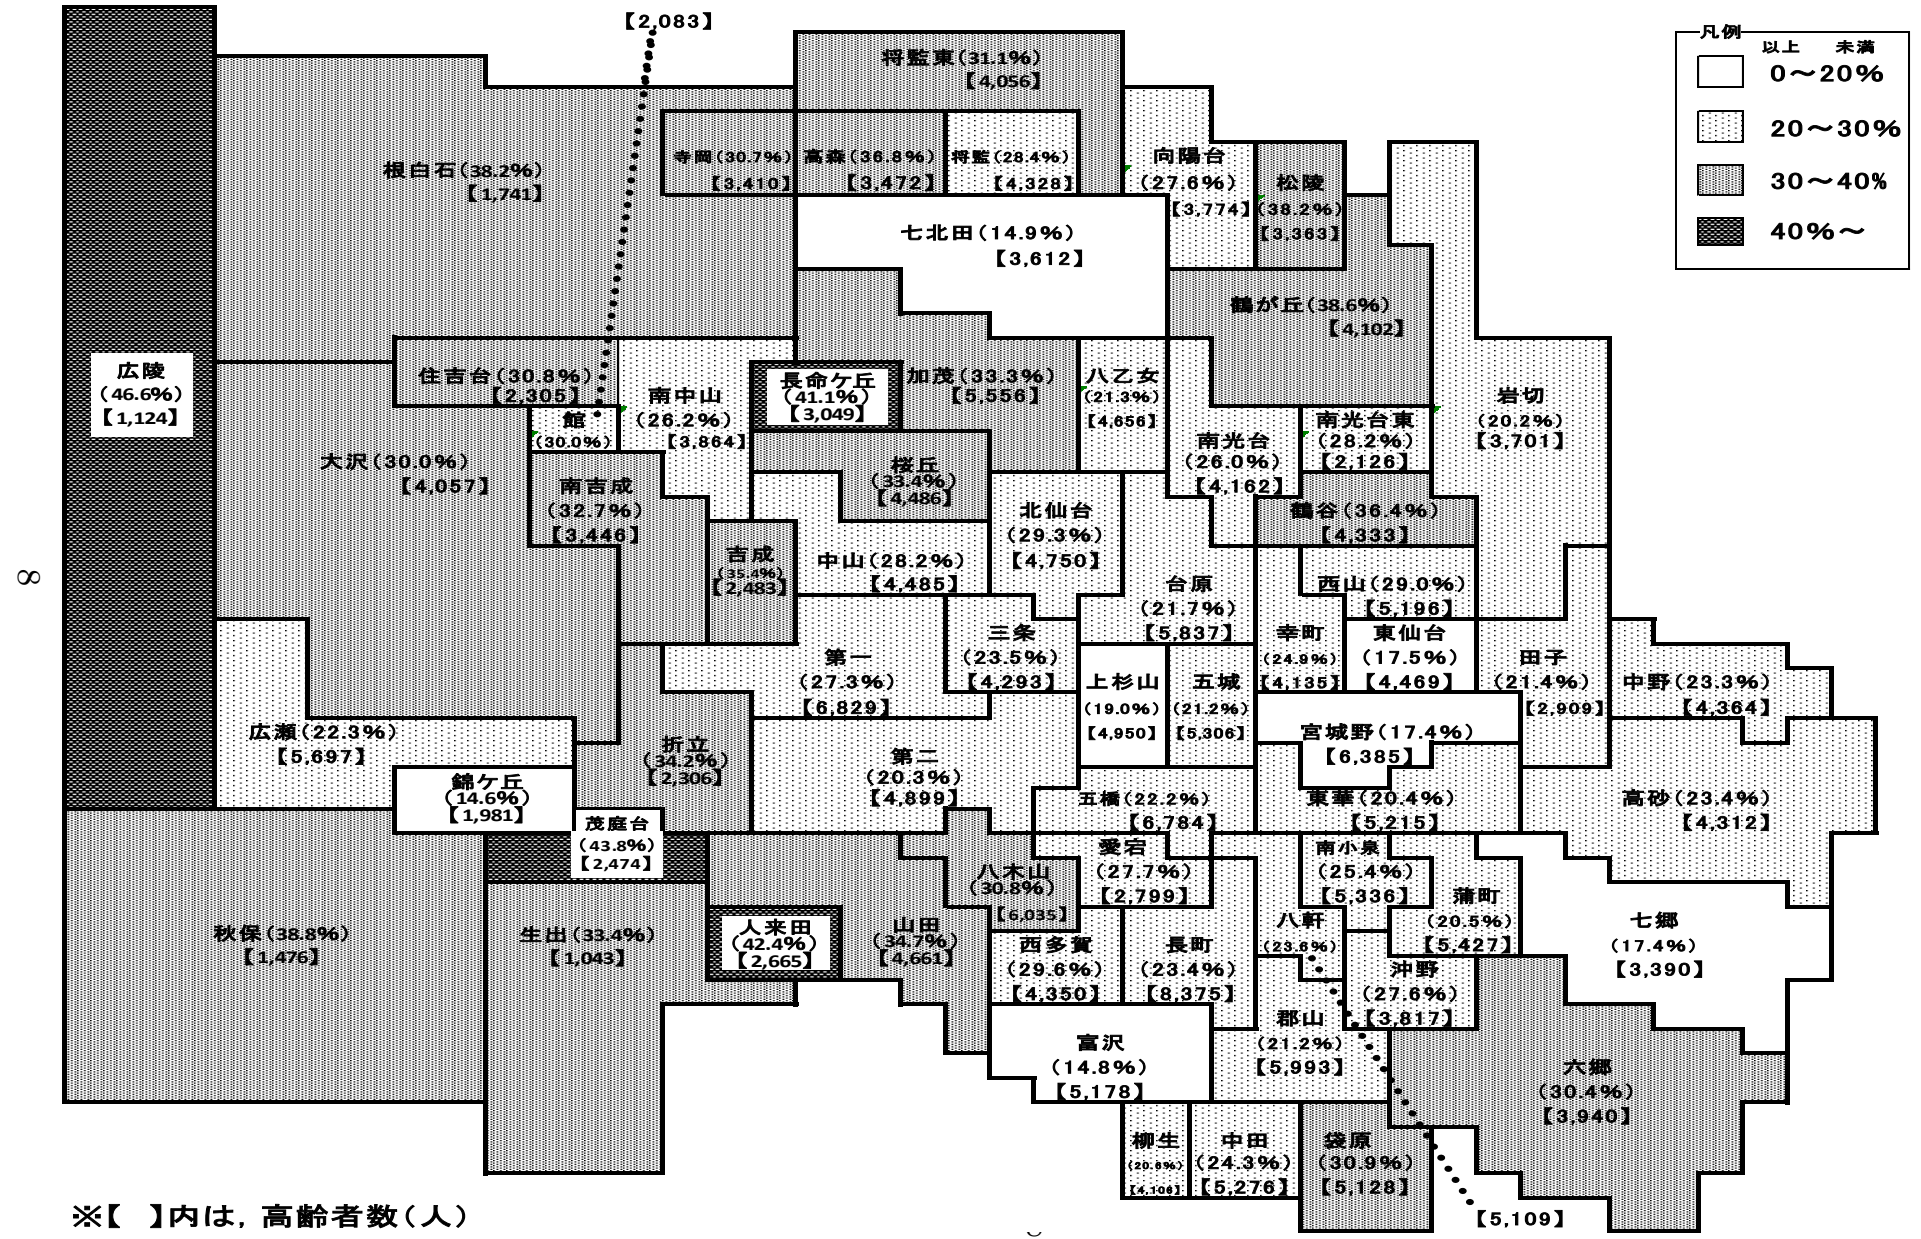 【2,083】
凡例
以上　未満
0～20%
20～30%
30～40%
40%～
将監東(31.1%)
【4,056】
根白石(38.2%)
【1,741】
寺岡(30.7%)
【3,410】
高森(36.8%)
【3,472】
将監(28.4%)
【4,328】
向陽台
(27.6%)
【3,774】
松陵
(38.2%)
【3,363】
七北田(14.9%)
【3,612】
鶴が丘(38.6%)
【4,102】
広陵
(46.6%)
【1,124】
住吉台(30.8%)
【2,305】
館
(30.0%)
南中山
(26.2%)
【3,864】
長命ケ丘
(41.1%)
【3,049】
加茂(33.3%)
【5,556】
八乙女
(21.3%)
【4,656】
南光台
(26.0%)
【4,162】
南光台東
(28.2%)
【2,126】
岩切
(20.2%)
【3,701】
大沢(30.0%)
【4,057】
南吉成
(32.7%)
【3,446】
桜丘
(33.4%)
【4,486】
北仙台
(29.3%)
【4,750】
鶴谷(36.4%)
【4,333】
吉成
(35.4%)
【2,483】
中山(28.2%)
【4,485】
台原
(21.7%)
【5,837】
西山(29.0%)
【5,196】
∞
第一
(27.3%)
【6,829】
三条
(23.5%)
【4,293】
上杉山
(19.0%)
【4,950】
五城
(21.2%)
【5,306】
幸町
(24.9%)
【4,135】
東仙台
(17.5%)
【4,469】
田子
(21.4%)
【2,909】
中野(23.3%)
【4,364】
広瀬(22.3%)
【5,697】
錦ケ丘
(14.6%)
【1,981】
折立
(34.2%)
【2,306】
第二
(20.3%)
【4,899】
宮城野(17.4%)
【6,385】
五橋(22.2%)
【6,784】
東華(20.4%)
【5,215】
高砂(23.4%)
【4,312】
茂庭台
(43.8%)
【2,474】
八木山
(30.8%)
【6,035】
愛宕
(27.7%)
【2,799】
南小泉
(25.4%)
【5,336】
蒲町
(20.5%)
【5,427】
七郷
(17.4%)
【3,390】
秋保(38.8%)
【1,476】
生出(33.4%)
【1,043】
人来田
(42.4%)
【2,665】
山田
(34.7%)
【4,661】
西多賀
(29.6%)
【4,350】
長町
(23.4%)
【8,375】
八軒
(23.6%)
沖野
(27.6%)
【3,817】
郡山
(21.2%)
【5,993】
富沢
(14.8%)
【5,178】
六郷
(30.4%)
【3,940】
柳生
(20.6%)
【4,106】
中田
(24.3%)
【5,276】
袋原
(30.9%)
【5,128】
【5,109】
※【　】内は，高齢者数(人)